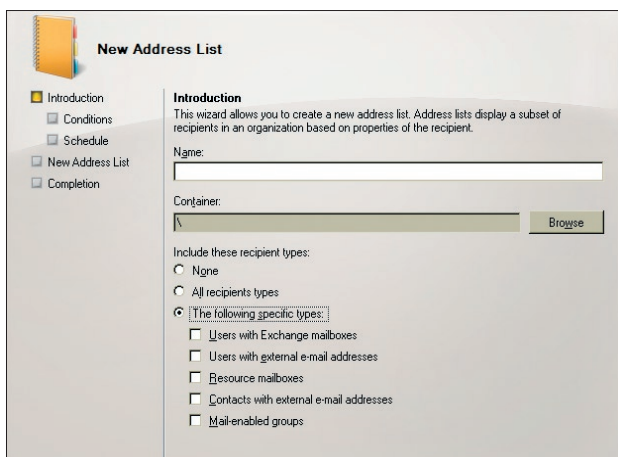 New Address List
Introduction
Conditions
Schedule
New Address List
Completion
Introduction
This wizard allows you to create a new address list. Address lists display a subset of
recipients in an organization based on properties of the recipient.
Name:
Container:
\
Browse
Include these recipient types:
None
All recipients types
The following specific types:
Users with Exchange mailboxes
Users with external e-mail addresses
Resource mailboxes
Contacts with external e-mail addresses
Mail-enabled groups